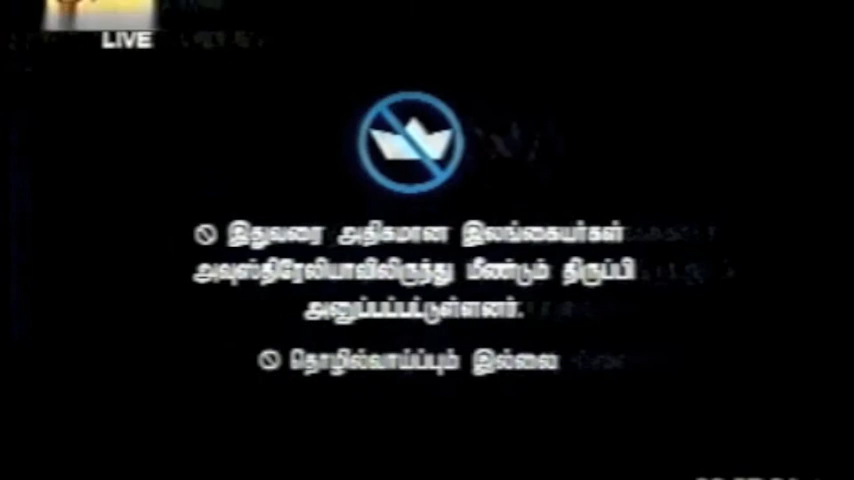 LIVE
இதுவரை அதிகமான இலங்கையர்கள்
அவுஸ்திரேலியாவிலிருந்து மீண்டும் திருப்பி
அனுப்பப்பட்டுள்ளனர்.
தொழில்வாய்ப்பும் இல்லை